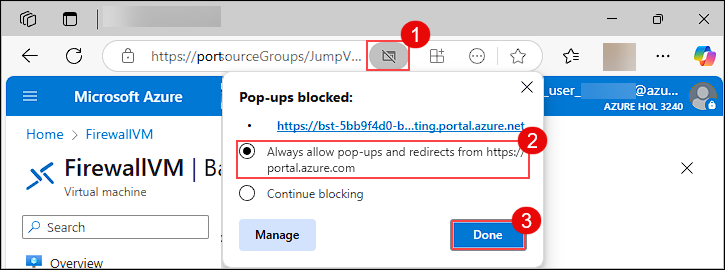 1
https://portsourceGroups/JumpV...
Pop-ups blocked:
https://bst-5bb9f4d0-b...ting.portal.azure.net
2
Always allow pop-ups and redirects from https://
portal.azure.com
Continue blocking
3
Manage
Done
Microsoft Azure
_user_
@azu...
AZURE HOL 3240
Home > FirewallVM
FirewallVM | Ba
Virtual machine
Search
Overview